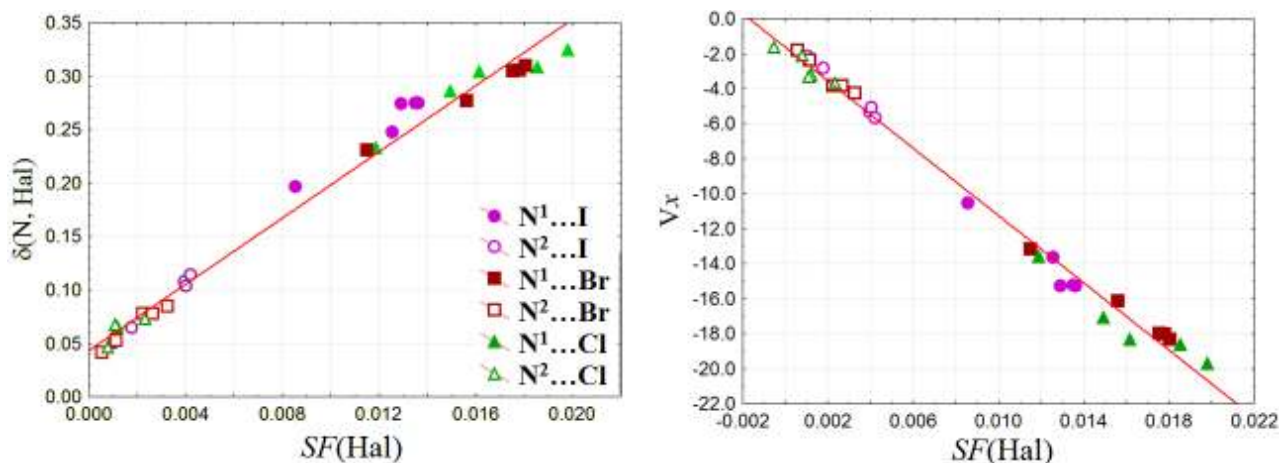 0.35
0.30
0.25
0.20
0.15
0.10
0.05
0.00
δ(N, Hal)
0.000 0.004 0.008 0.012 0.016 0.020
SF(Hal)
N¹...I
N²...I
N¹...Br
N²...Br
N¹...Cl
N²...Cl
0.0
-2.0
-4.0
-6.0
-8.0
-10.0
-12.0
-14.0
-16.0
-18.0
-20.0
-22.0
Vx
-0.002 0.002 0.006 0.010 0.014 0.018 0.022
SF(Hal)